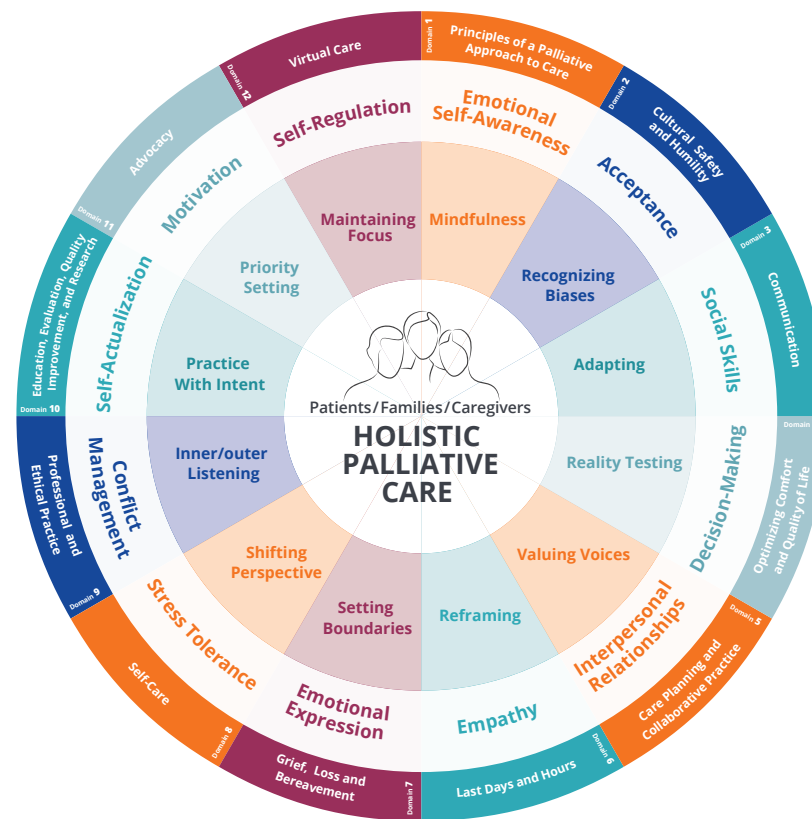 Domain 1
Principles of a Palliative
Approach to Care
Emotional
Self-Awareness
Mindfulness
Domain 2
Cultural Safety
and Humility
Acceptance
Recognizing
Biases
Domain 3
Communication
Social Skills
Adapting
Domain
Optimizing Comfort
and Quality of Life
Decision-Making
Reality Testing
Domain 5
Care Planning and
Collaborative Practice
Interpersonal
Relationships
Valuing Voices
Domain 6
Last Days and Hours
Empathy
Reframing
Domain 7
Grief, Loss and
Bereavement
Emotional
Expression
Setting
Boundaries
Domain 8
Self-Care
Stress Tolerance
Shifting
Perspective
Domain 9
Professional and
Ethical Practice
Conflict
Management
Inner/outer
Listening
Domain 10
Education, Evaluation, Quality
Improvement, and Research
Self-Actualization
Practice
With Intent
Domain 11
Advocacy
Motivation
Priority
Setting
Domain 12
Virtual Care
Self-Regulation
Maintaining
Focus
Patients/Families/Caregivers
HOLISTIC
PALLIATIVE
CARE